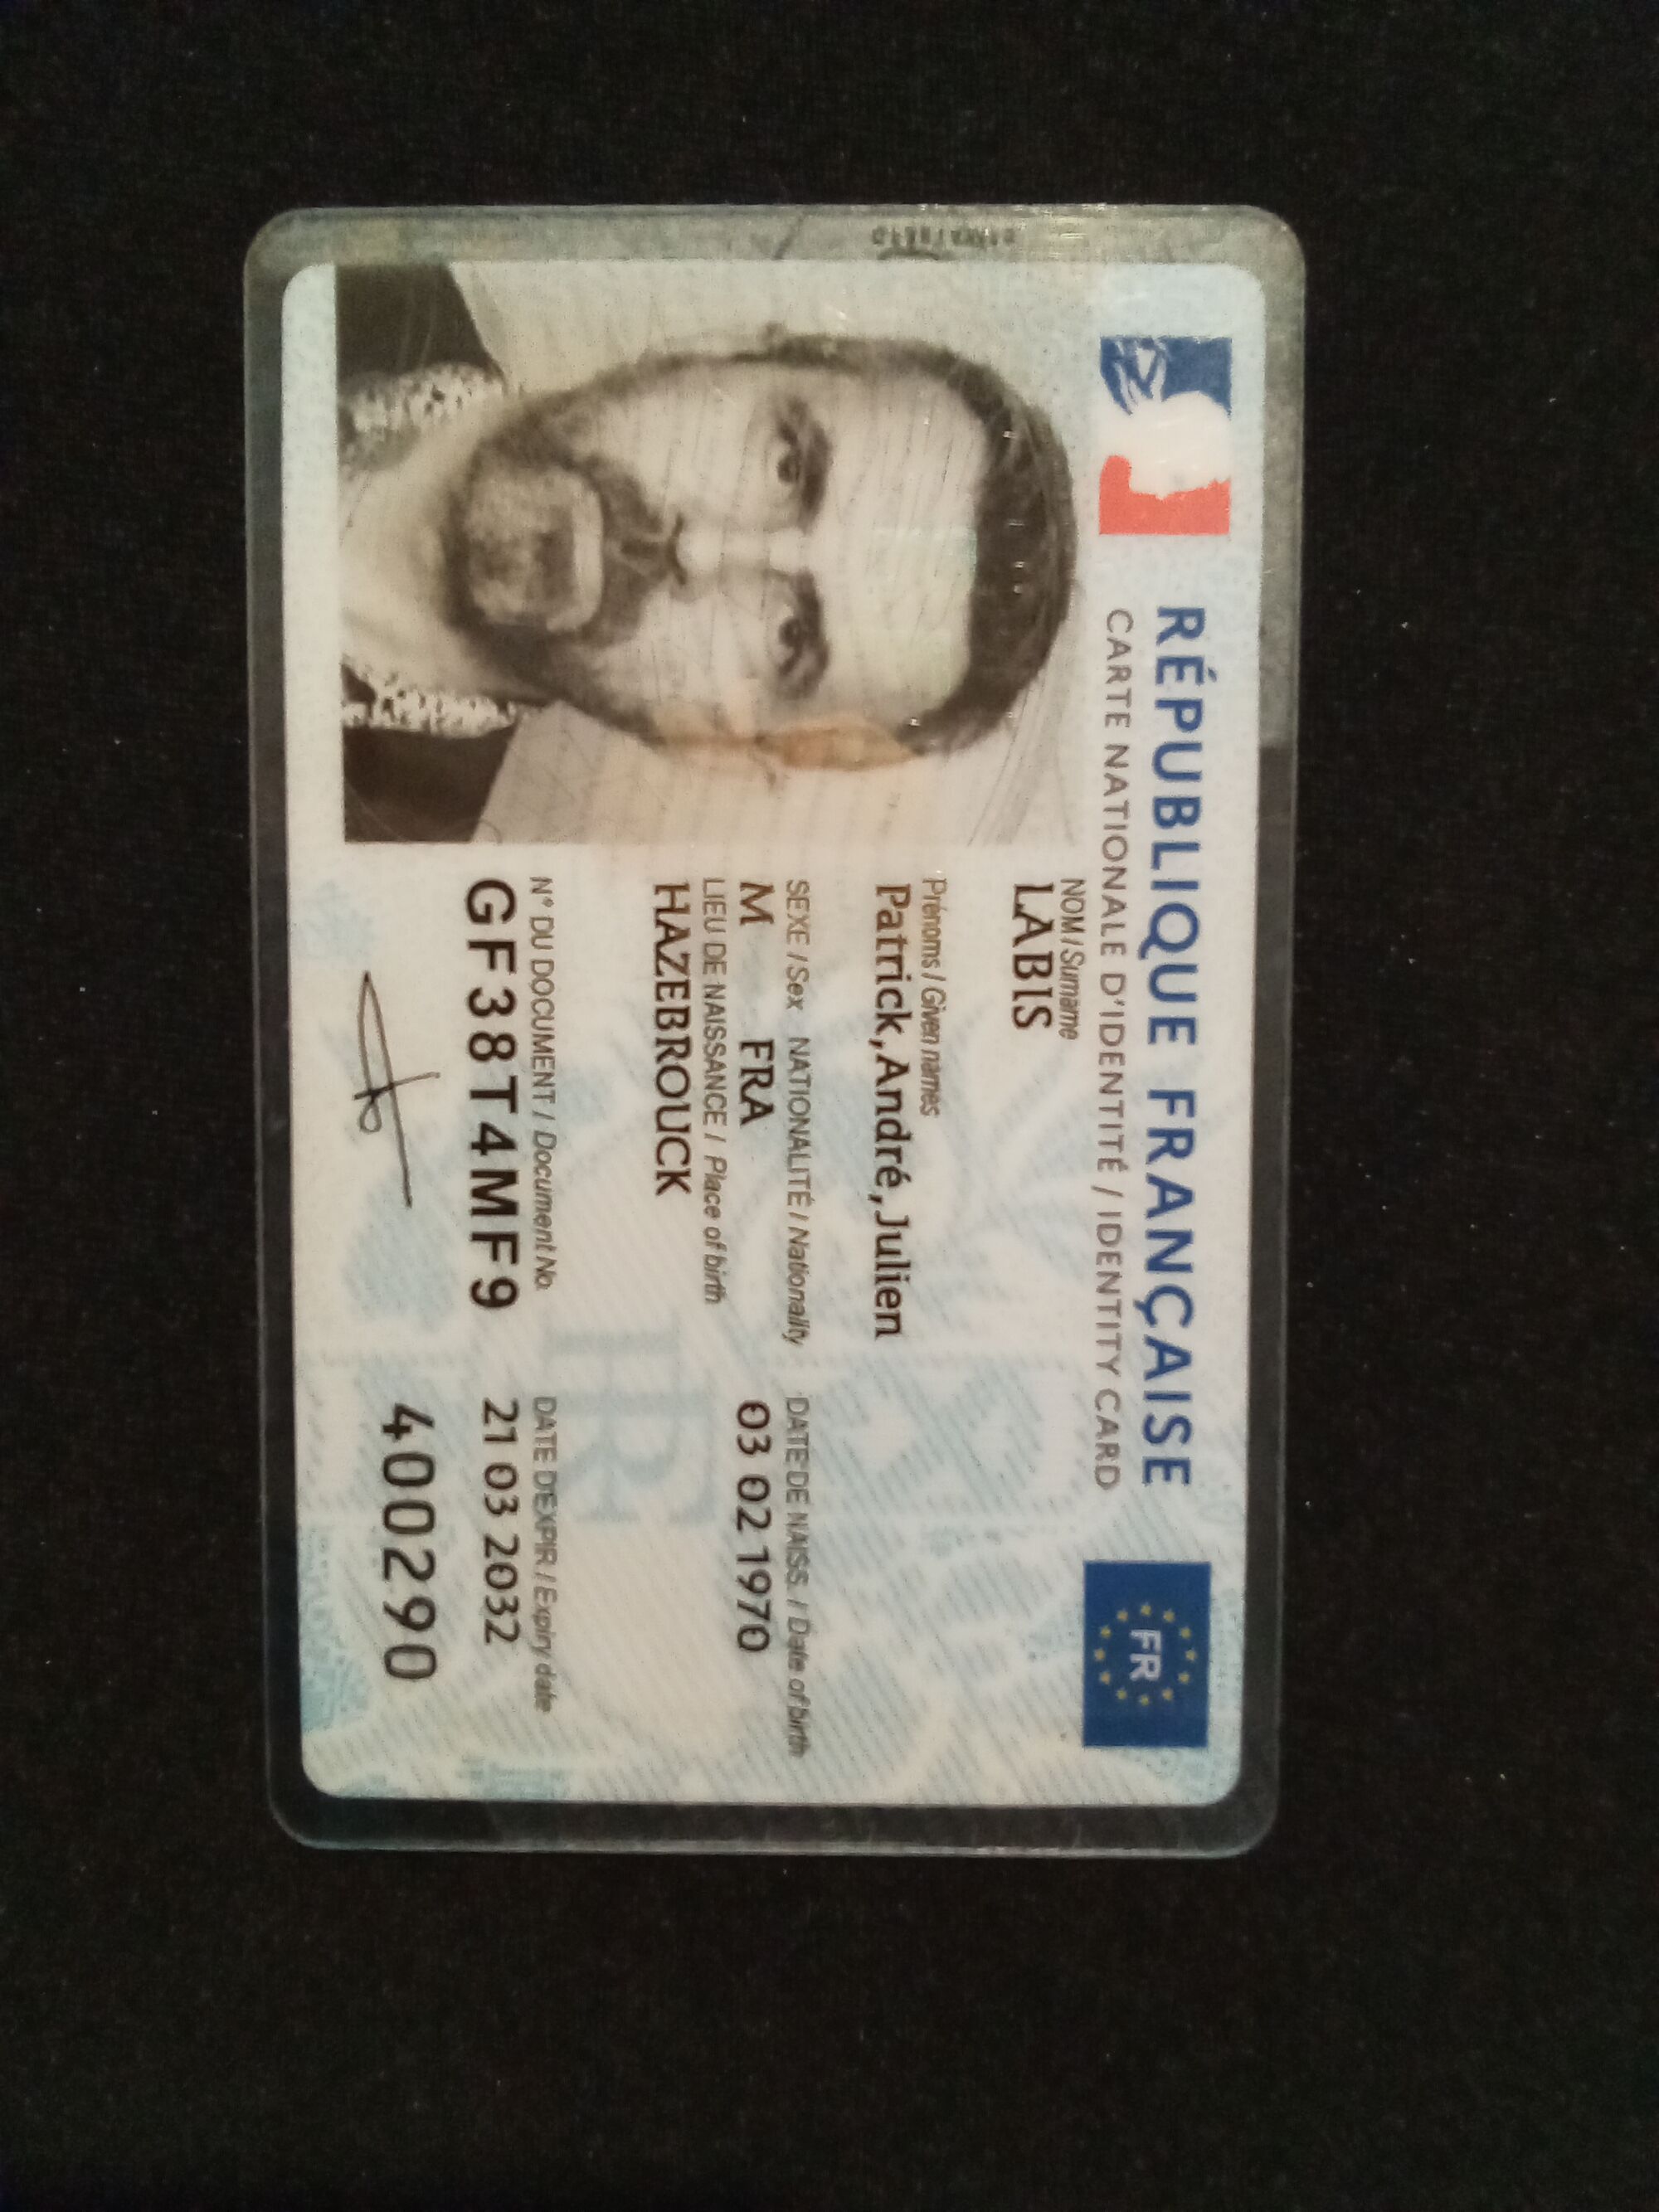 RÉPUBLIQUE FRANÇAISE
CARTE NATIONALE D'IDENTITÉ / IDENTITY CARD
FR
NOM / Surname
LABIS
Prénoms / Given names
Patrick, André, Julien
SEXE / Sex NATIONALITÉ / Nationality DATE DE NAISS. / Date of birth
M FRA 03 02 1970
LIEU DE NAISSANCE / Place of birth
HAZEBROUCK
N° DU DOCUMENT / Document No. DATE D'EXPIR / Expiry date
GF38T4MF9 21 03 2032
400290
RF